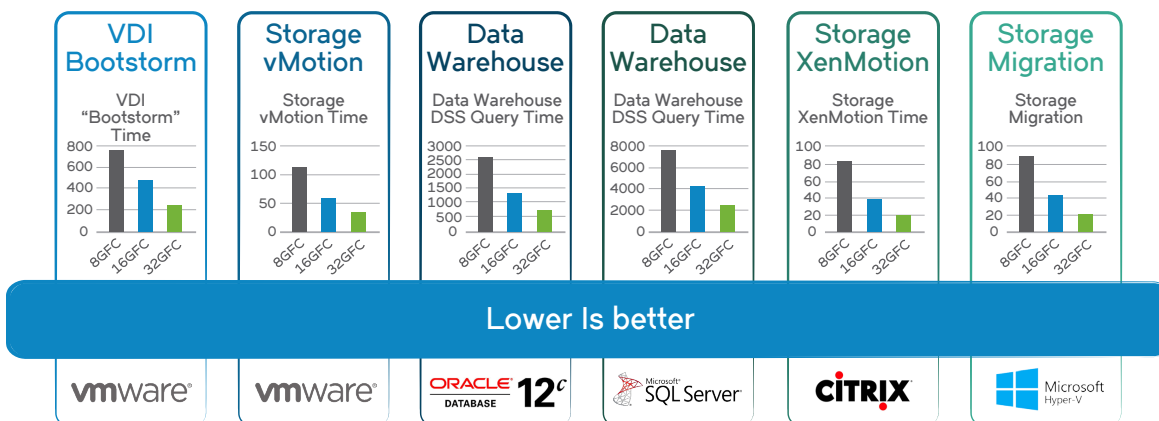 VDI
Bootstorm
VDI
“Bootstorm”
Time
800
600
400
200
0
8GFC
16GFC
32GFC
vmware®
Storage
vMotion
Storage
vMotion Time
150
100
50
0
8GFC
16GFC
32GFC
vmware®
Data
Warehouse
Data Warehouse
DSS Query Time
3000
2500
2000
1500
1000
500
0
8GFC
16GFC
32GFC
ORACLE®
DATABASE
12c
Data
Warehouse
Data Warehouse
DSS Query Time
8000
6000
4000
2000
0
8GFC
16GFC
32GFC
Microsoft®
SQL Server®
Storage
XenMotion
Storage
XenMotion Time
100
80
60
40
20
0
8GFC
16GFC
32GFC
CİTRIX®
Storage
Migration
Storage
Migration
100
80
60
40
20
0
8GFC
16GFC
32GFC
Microsoft
Hyper-V
Lower Is better